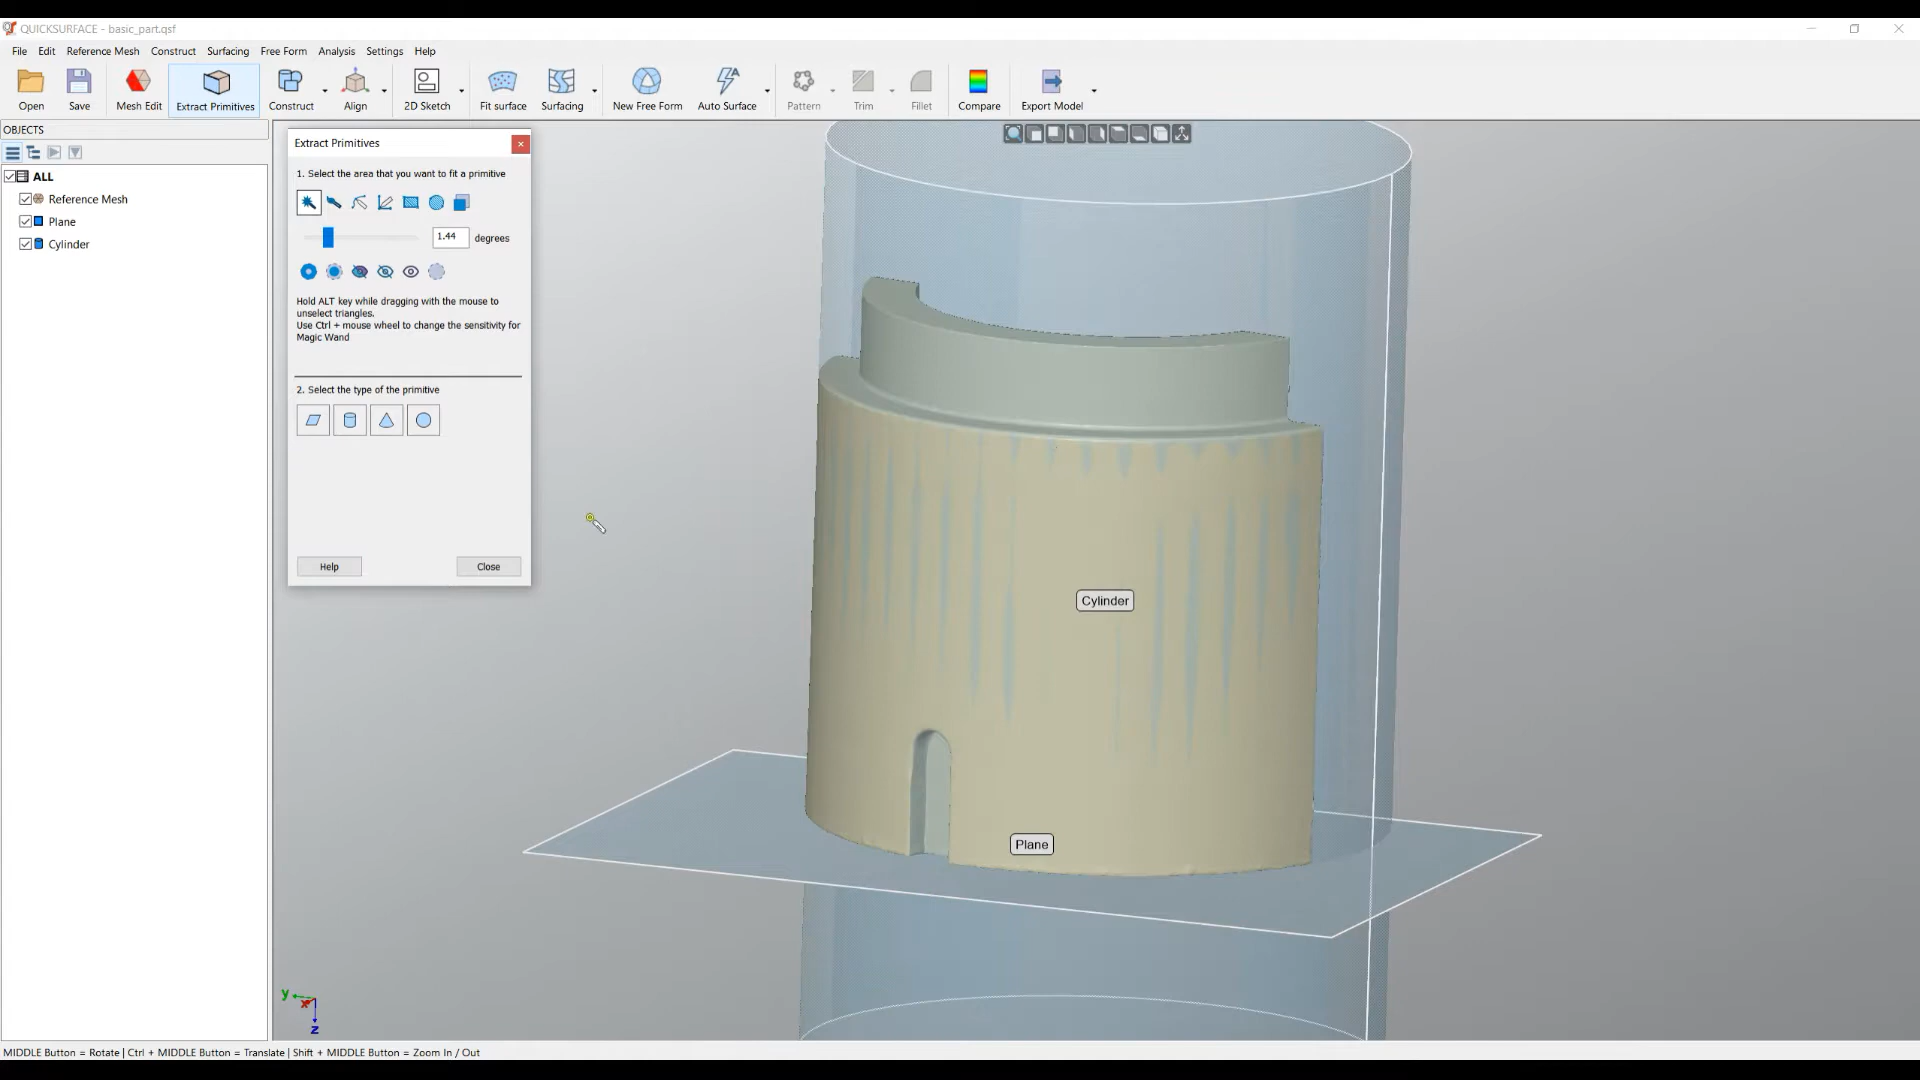 QUICKSURFACE - basic_part.qsf
File Edit Reference Mesh Construct Surfacing Free Form Analysis Settings Help
Open Save Mesh Edit Extract Primitives Construct Align 2D Sketch Fit surface Surfacing New Free Form Auto Surface Pattern Trim Fillet Compare Export Model
OBJECTS
ALL
Reference Mesh
Plane
Cylinder
Extract Primitives
1. Select the area that you want to fit a primitive
1.44 degrees
Hold ALT key while dragging with the mouse to
unselect triangles.
Use Ctrl + mouse wheel to change the sensitivity for
Magic Wand
2. Select the type of the primitive
Help Close
Cylinder
Plane
y x
z
MIDDLE Button = Rotate | Ctrl + MIDDLE Button = Translate | Shift + MIDDLE Button = Zoom In / Out